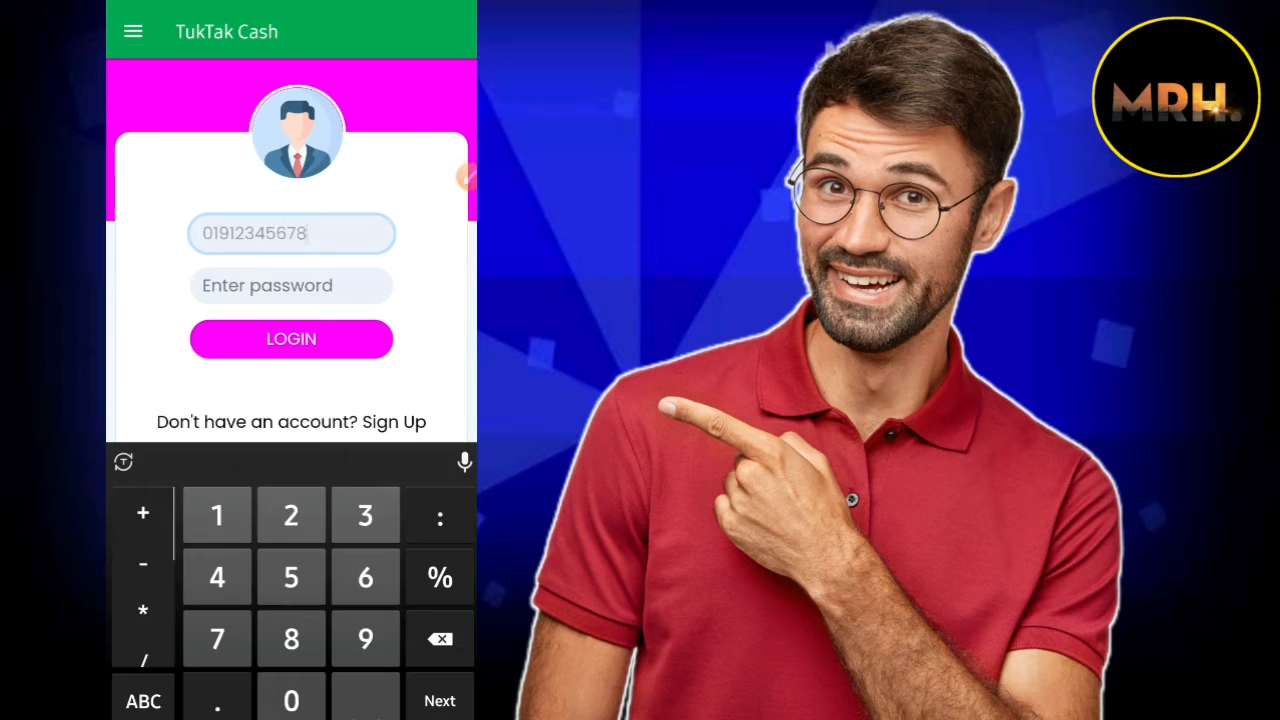 TukTak Cash
MRH.
01912345678
Enter password
LOGIN
Don't have an account? Sign Up
T
+ 1 2 3 :
- 4 5 6 %
* 7 8 9
/
ABC . 0 Next